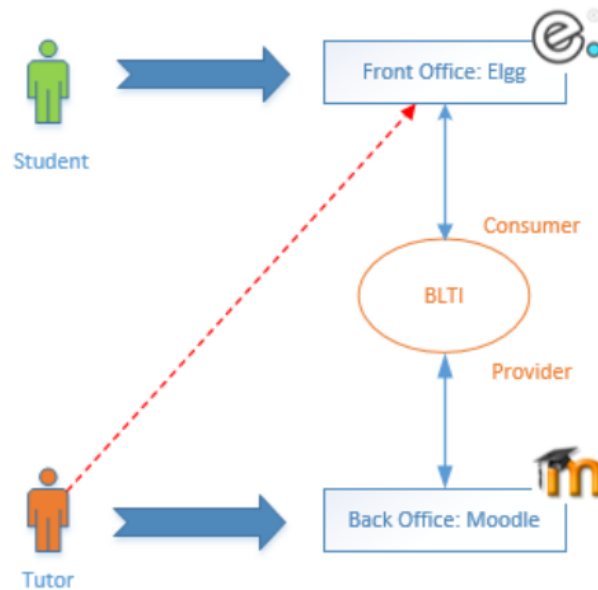 Front Office: Elgg
Student
Consumer
BLTI
Provider
Back Office: Moodle
Tutor